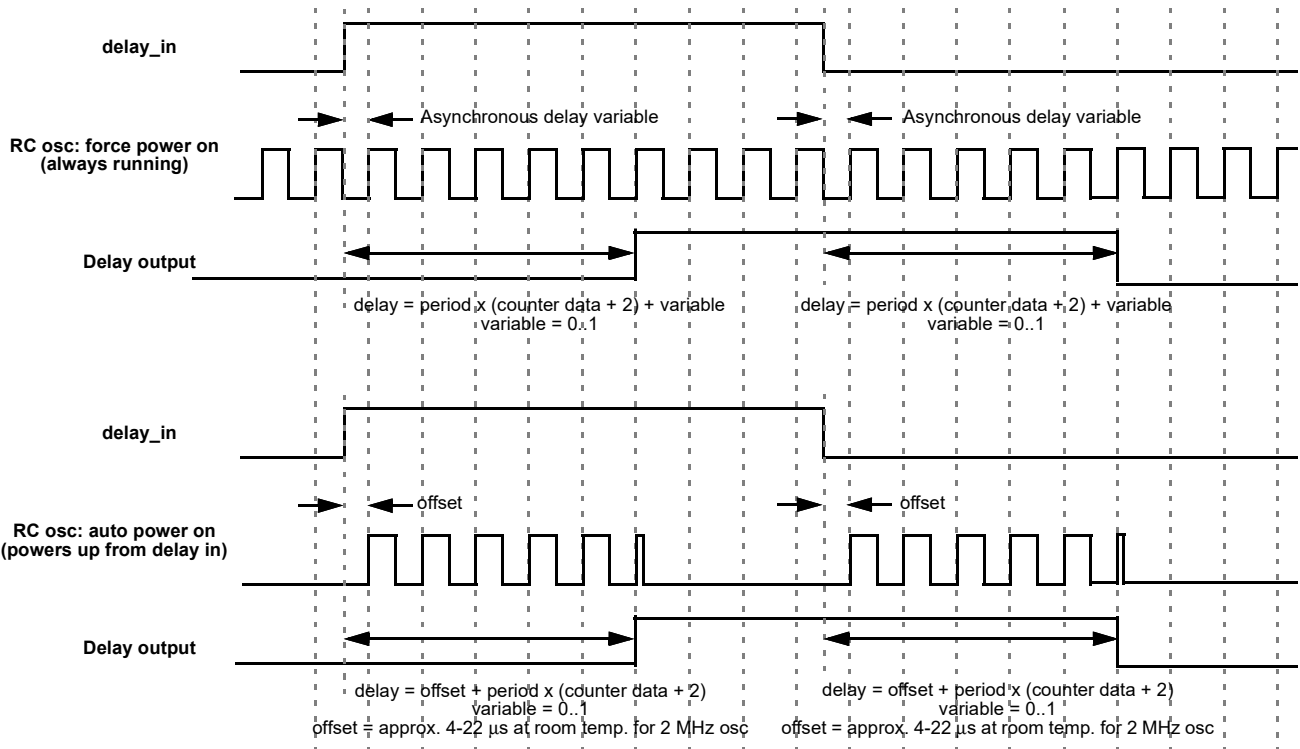 delay_in
Asynchronous delay variable
Asynchronous delay variable
RC osc: force power on
(always running)
Delay output
delay = period x (counter data + 2) + variable
variable = 0..1
delay = period x (counter data + 2) + variable
variable = 0..1
delay_in
offset
offset
RC osc: auto power on
(powers up from delay in)
Delay output
delay = offset + period x (counter data + 2)
variable = 0..1
offset = approx. 4-22 μs at room temp. for 2 MHz osc
delay = offset + period x (counter data + 2)
variable = 0..1
offset = approx. 4-22 μs at room temp. for 2 MHz osc